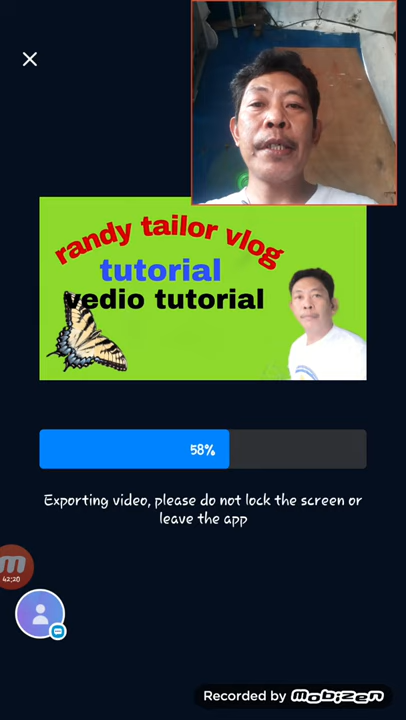 randy tailor vlog
tutorial
vedio tutorial
58%
Exporting video, please do not lock the screen or
leave the app
42:20
Recorded by mobizen